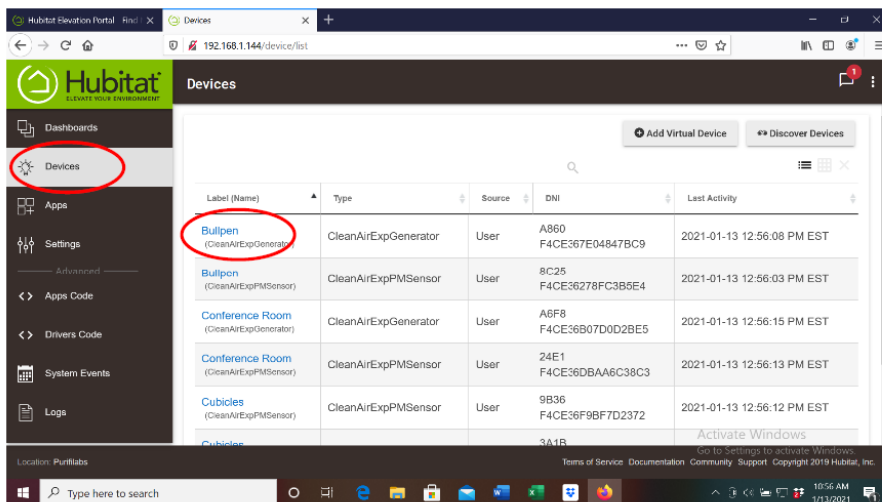 Hubitat Elevation Portal - Find
Devices
192.168.1.144/device/list
Hubitat
ELEVATE YOUR ENVIRONMENT
Devices
1
Dashboards
Devices
Apps
Settings
Advanced
Apps Code
Drivers Code
System Events
Logs
Add Virtual Device
Discover Devices
Label (Name) Type Source DNI Last Activity
Bullpen CleanAirExpGenerator User A860 2021-01-13 12:56:08 PM EST
(CleanAirExpGenerator) F4CE367E04847BC9
Bullpen CleanAirExpPMSensor User 8C25 2021-01-13 12:56:03 PM EST
(CleanAirExpPMSensor) F4CE36278FC3B5E4
Conference Room CleanAirExpGenerator User A6F8 2021-01-13 12:56:15 PM EST
(CleanAirExpGenerator) F4CE36B07D0D2BE5
Conference Room CleanAirExpPMSensor User 24E1 2021-01-13 12:56:13 PM EST
(CleanAirExpPMSensor) F4CE36DBAA6C38C3
Cubicles CleanAirExpPMSensor User 9B36 2021-01-13 12:56:12 PM EST
(CleanAirExpPMSensor) F4CE36F9BF7D2372
Cubicles 3A1B
Activate Windows
Go to Settings to activate Windows.
Location: Purifilabs
Terms of Service Documentation Community Support Copyright 2019 Hubitat, Inc.
Type here to search
10:56 AM
1/13/2021